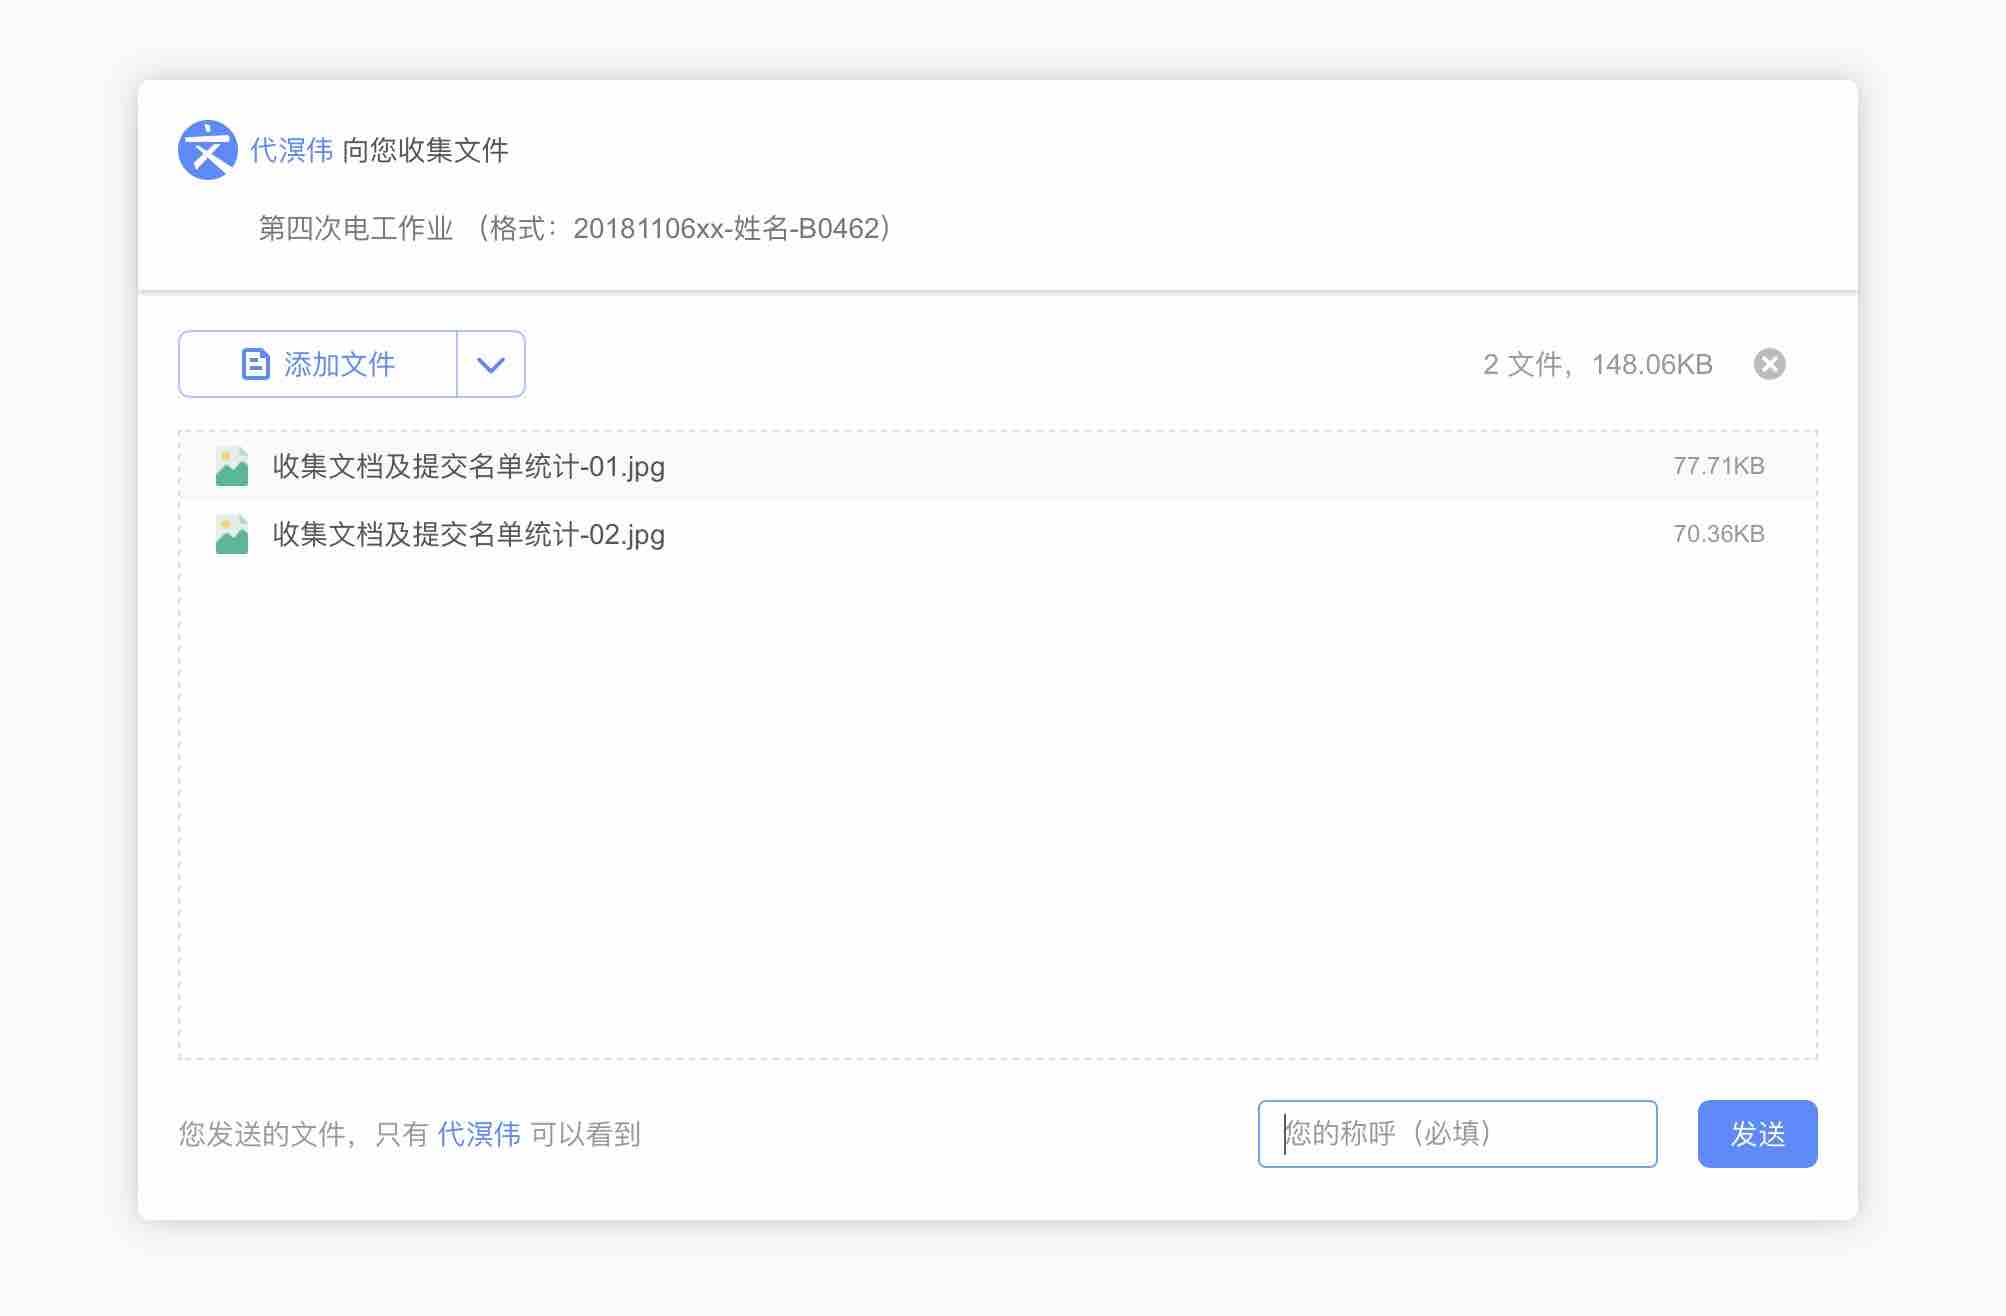 文 代溟伟 向您收集文件
第四次电工作业 （格式：20181106xx-姓名-B0462）
添加文件
2 文件，148.06KB
收集文档及提交名单统计-01.jpg 77.71KB
收集文档及提交名单统计-02.jpg 70.36KB
您发送的文件，只有 代溟伟 可以看到
您的称呼（必填）
发送